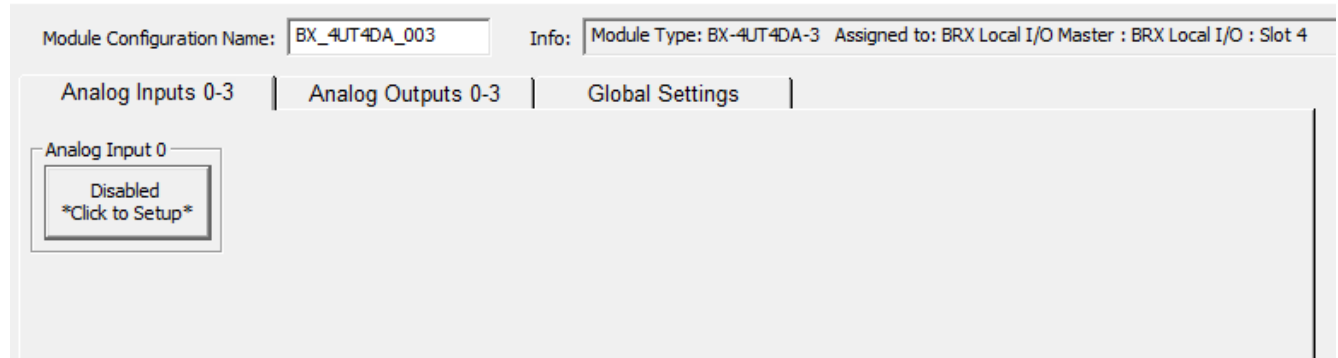 Module Configuration Name: BX_4UT4DA_003 Info: Module Type: BX-4UT4DA-3 Assigned to: BRX Local I/O Master : BRX Local I/O : Slot 4
Analog Inputs 0-3 Analog Outputs 0-3 Global Settings
Analog Input 0
Disabled
*Click to Setup*